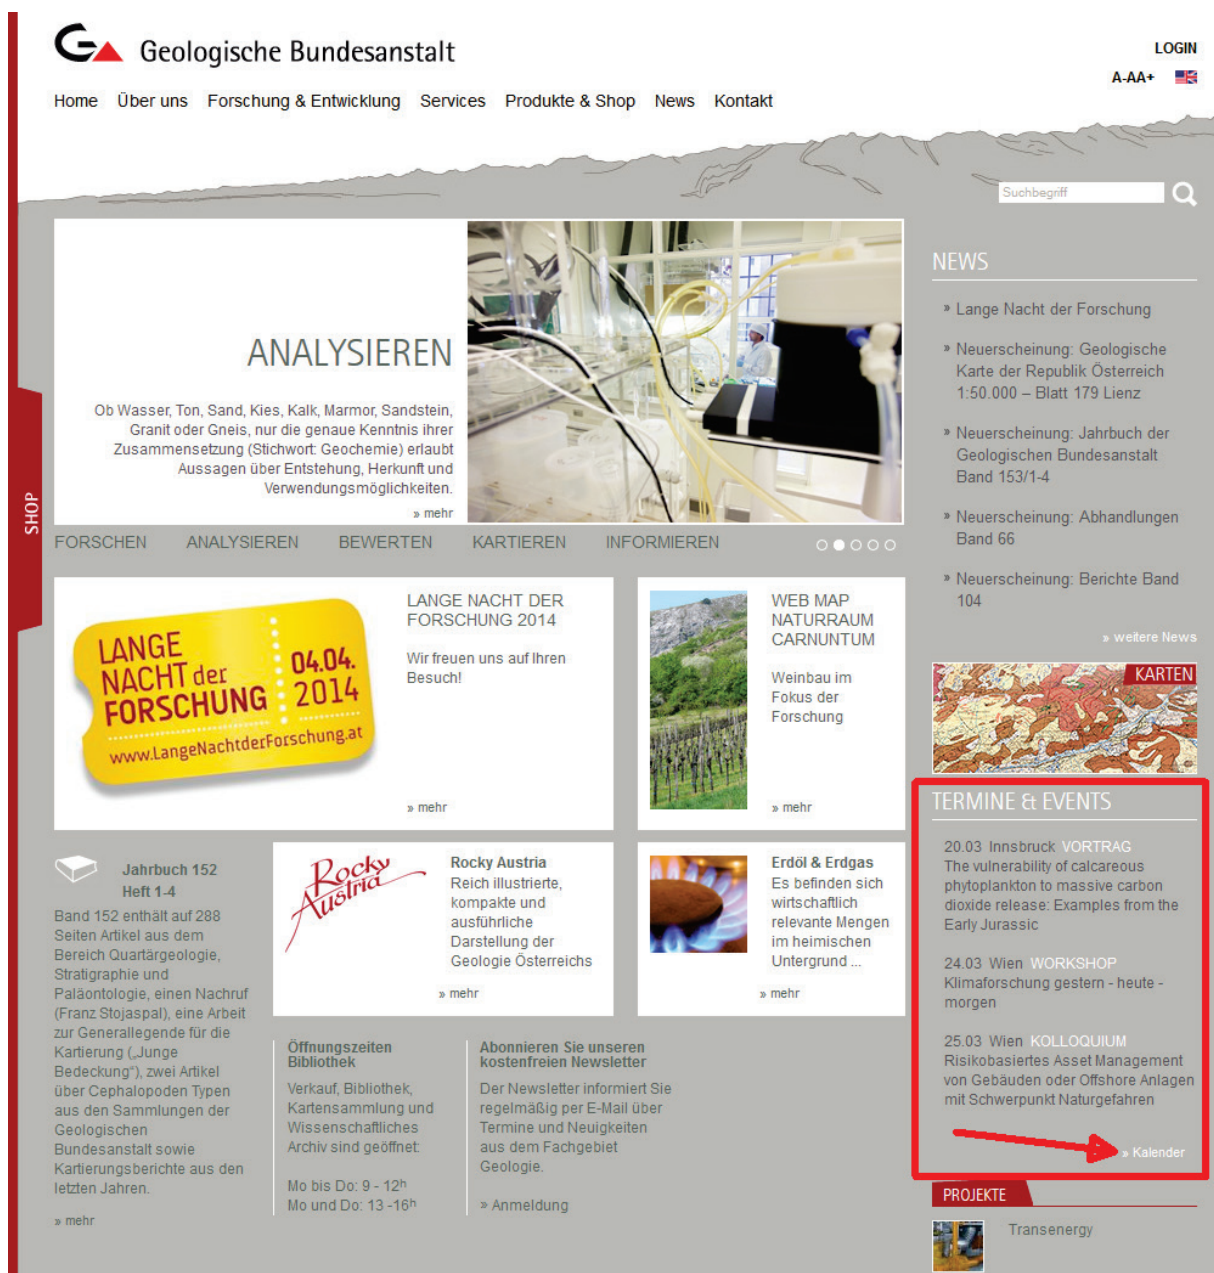 Geologische Bundesanstalt
LOGIN
A-AA+
Home Über uns Forschung & Entwicklung Services Produkte & Shop News Kontakt
Suchbegriff
SHOP
ANALYSIEREN
Ob Wasser, Ton, Sand, Kies, Kalk, Marmor, Sandstein,
Granit oder Gneis, nur die genaue Kenntnis ihrer
Zusammensetzung (Stichwort: Geochemie) erlaubt
Aussagen über Entstehung, Herkunft und
Verwendungsmöglichkeiten.
» mehr
FORSCHEN ANALYSIEREN BEWERTEN KARTIEREN INFORMIEREN
LANGE
NACHT der
FORSCHUNG
04.04.
2014
www.LangeNachtderForschung.at
LANGE NACHT DER
FORSCHUNG 2014
Wir freuen uns auf Ihren
Besuch!
» mehr
WEB MAP
NATURRAUM
CARNUNTUM
Weinbau im
Fokus der
Forschung
» mehr
Jahrbuch 152
Heft 1-4
Band 152 enthält auf 288
Seiten Artikel aus dem
Bereich Quartärgeologie,
Stratigraphie und
Paläontologie, einen Nachruf
(Franz Stojaspal), eine Arbeit
zur Generallegende für die
Kartierung („Junge
Bedeckung“), zwei Artikel
über Cephalopoden Typen
aus den Sammlungen der
Geologischen
Bundesanstalt sowie
Kartierungsberichte aus den
letzten Jahren.
» mehr
Rocky
Austria
Rocky Austria
Reich illustrierte,
kompakte und
ausführliche
Darstellung der
Geologie Österreichs
» mehr
Erdöl & Erdgas
Es befinden sich
wirtschaftlich
relevante Mengen
im heimischen
Untergrund ...
» mehr
Öffnungszeiten
Bibliothek
Verkauf, Bibliothek,
Kartensammlung und
Wissenschaftliches
Archiv sind geöffnet:
Mo bis Do: 9 - 12h
Mo und Do: 13 -16h
Abonnieren Sie unseren
kostenfreien Newsletter
Der Newsletter informiert Sie
regelmäßig per E-Mail über
Termine und Neuigkeiten
aus dem Fachgebiet
Geologie.
» Anmeldung
NEWS
» Lange Nacht der Forschung
» Neuerscheinung: Geologische
Karte der Republik Österreich
1:50.000 – Blatt 179 Lienz
» Neuerscheinung: Jahrbuch der
Geologischen Bundesanstalt
Band 153/1-4
» Neuerscheinung: Abhandlungen
Band 66
» Neuerscheinung: Berichte Band
104
» weitere News
KARTEN
TERMINE & EVENTS
20.03 Innsbruck VORTRAG
The vulnerability of calcareous
phytoplankton to massive carbon
dioxide release: Examples from the
Early Jurassic
24.03 Wien WORKSHOP
Klimaforschung gestern - heute -
morgen
25.03 Wien KOLLOQUIUM
Risikobasiertes Asset Management
von Gebäuden oder Offshore Anlagen
mit Schwerpunkt Naturgefahren
» Kalender
PROJEKTE
Transenergy